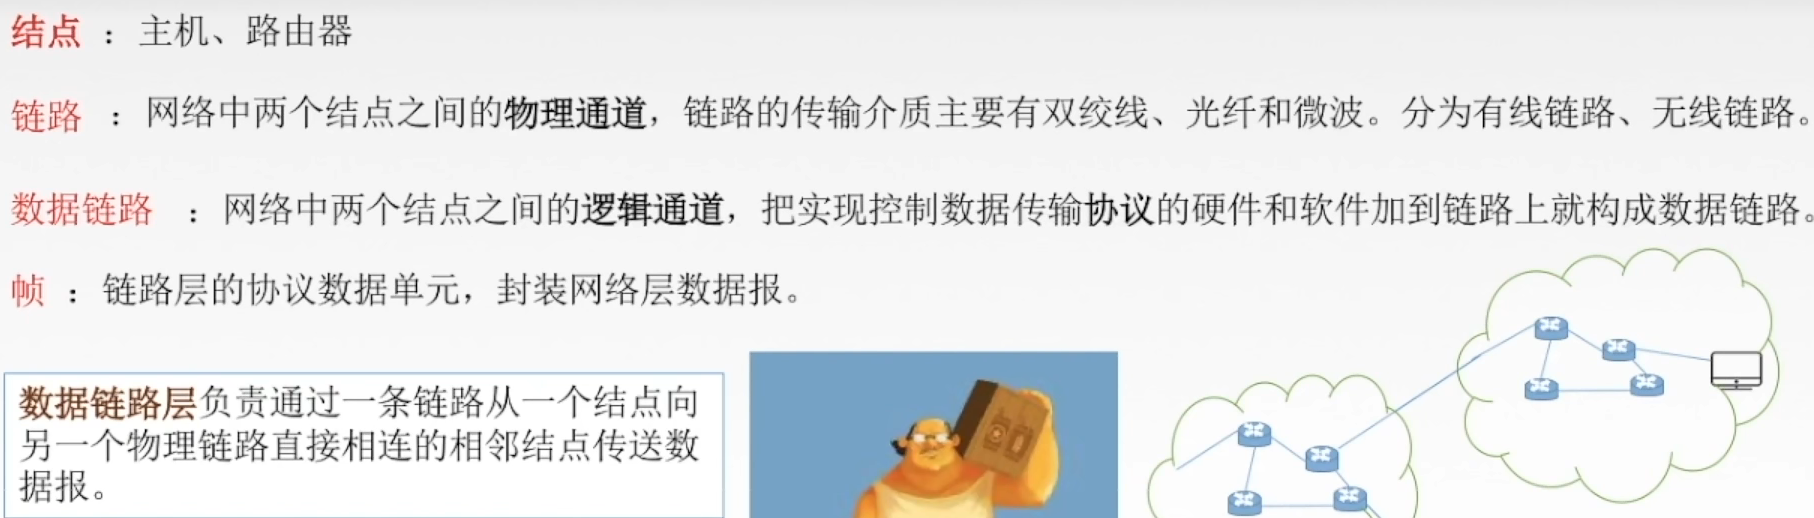 结点 ：主机、路由器
链路 ：网络中两个结点之间的物理通道，链路的传输介质主要有双绞线、光纤和微波。分为有线链路、无线链路。
数据链路 ：网络中两个结点之间的逻辑通道，把实现控制数据传输协议的硬件和软件加到链路上就构成数据链路。
帧 ：链路层的协议数据单元，封装网络层数据报。
数据链路层负责通过一条链路从一个结点向
另一个物理链路直接相连的相邻结点传送数
据报。